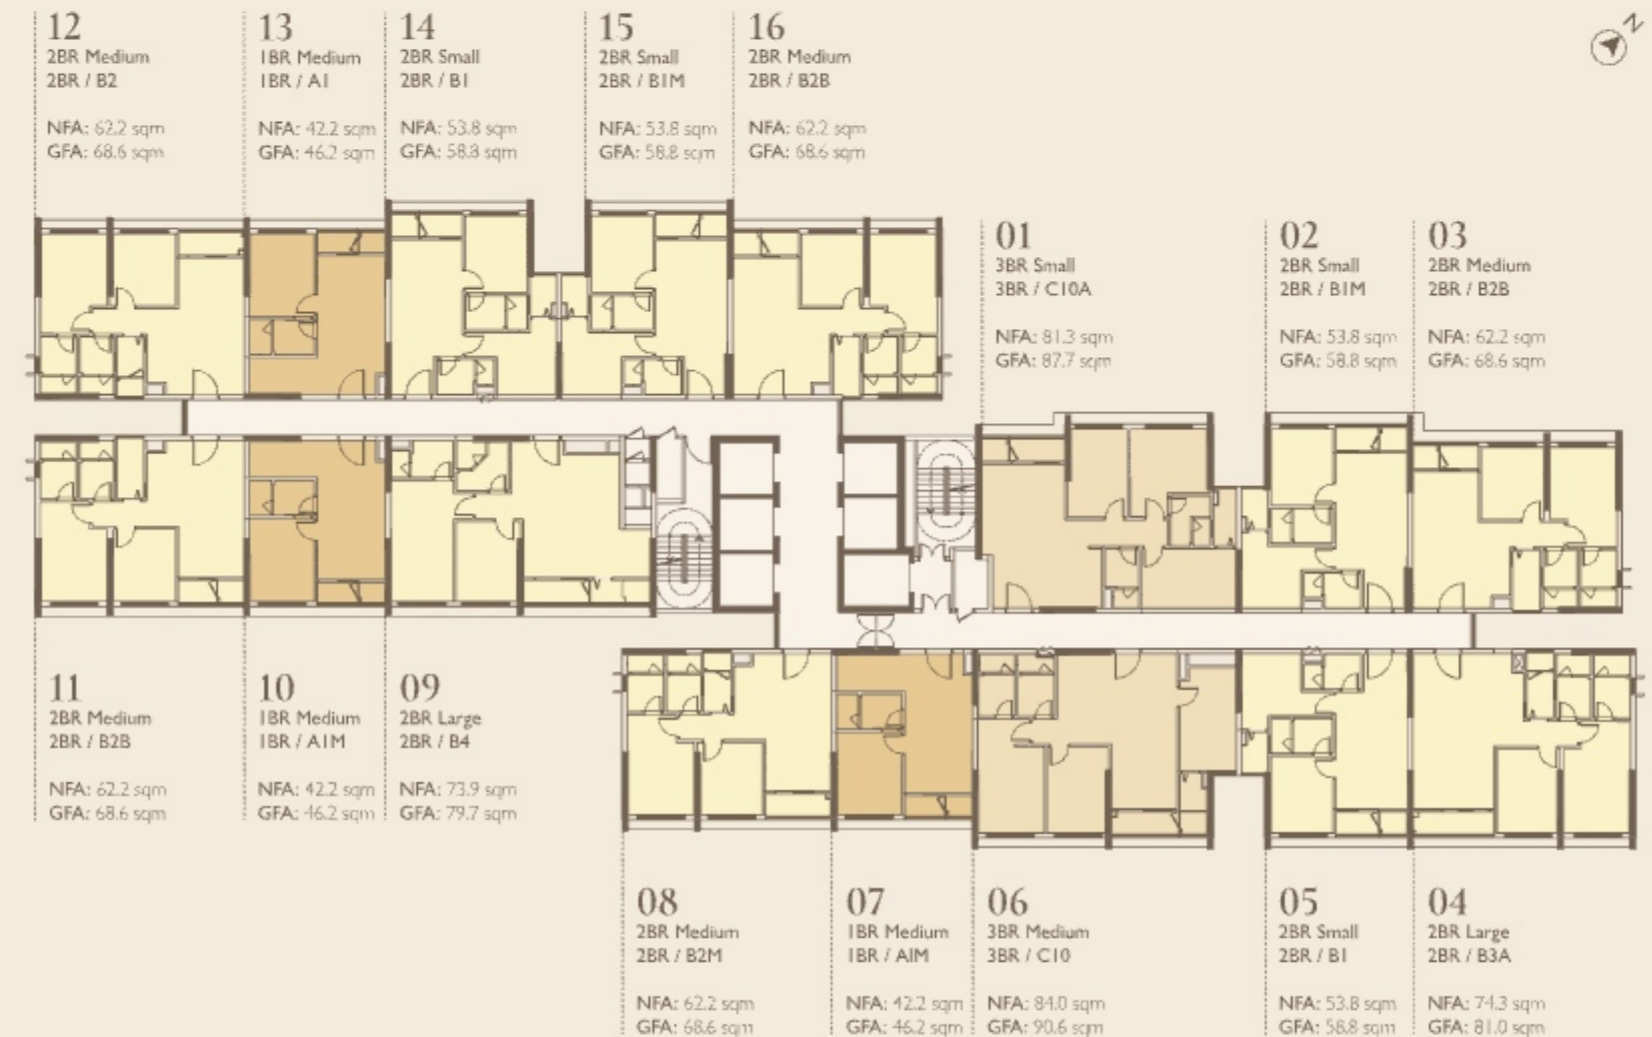 N
12
2BR Medium
2BR / B2
NFA: 62.2 sqm
GFA: 68.6 sqm
13
1BR Medium
1BR / A1
NFA: 42.2 sqm
GFA: 46.2 sqm
14
2BR Small
2BR / B1
NFA: 53.8 sqm
GFA: 58.8 sqm
15
2BR Small
2BR / B1M
NFA: 53.8 sqm
GFA: 58.8 sqm
16
2BR Medium
2BR / B2B
NFA: 62.2 sqm
GFA: 68.6 sqm
01
3BR Small
3BR / C10A
NFA: 81.3 sqm
GFA: 87.7 sqm
02
2BR Small
2BR / B1M
NFA: 53.8 sqm
GFA: 58.8 sqm
03
2BR Medium
2BR / B2B
NFA: 62.2 sqm
GFA: 68.6 sqm
11
2BR Medium
2BR / B2B
NFA: 62.2 sqm
GFA: 68.6 sqm
10
1BR Medium
1BR / A1M
NFA: 42.2 sqm
GFA: 46.2 sqm
09
2BR Large
2BR / B4
NFA: 73.9 sqm
GFA: 79.7 sqm
08
2BR Medium
2BR / B2M
NFA: 62.2 sqm
GFA: 68.6 sqm
07
1BR Medium
1BR / A1M
NFA: 42.2 sqm
GFA: 46.2 sqm
06
3BR Medium
3BR / C10
NFA: 84.0 sqm
GFA: 90.6 sqm
05
2BR Small
2BR / B1
NFA: 53.8 sqm
GFA: 58.8 sqm
04
2BR Large
2BR / B3A
NFA: 74.3 sqm
GFA: 81.0 sqm